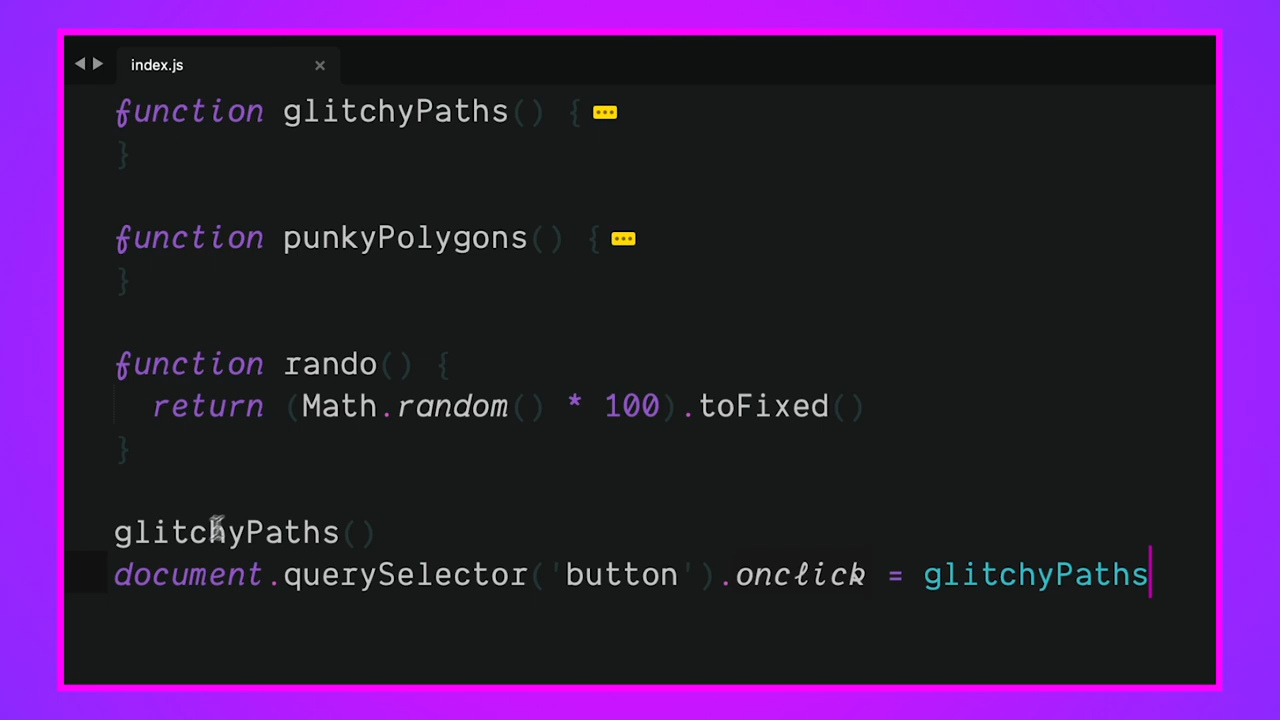 index.js
function glitchyPaths() {
}
function punkyPolygons() {
}
function rando() {
return (Math.random() * 100).toFixed()
}
glitchyPaths()
document.querySelector('button').onclick = glitchyPaths